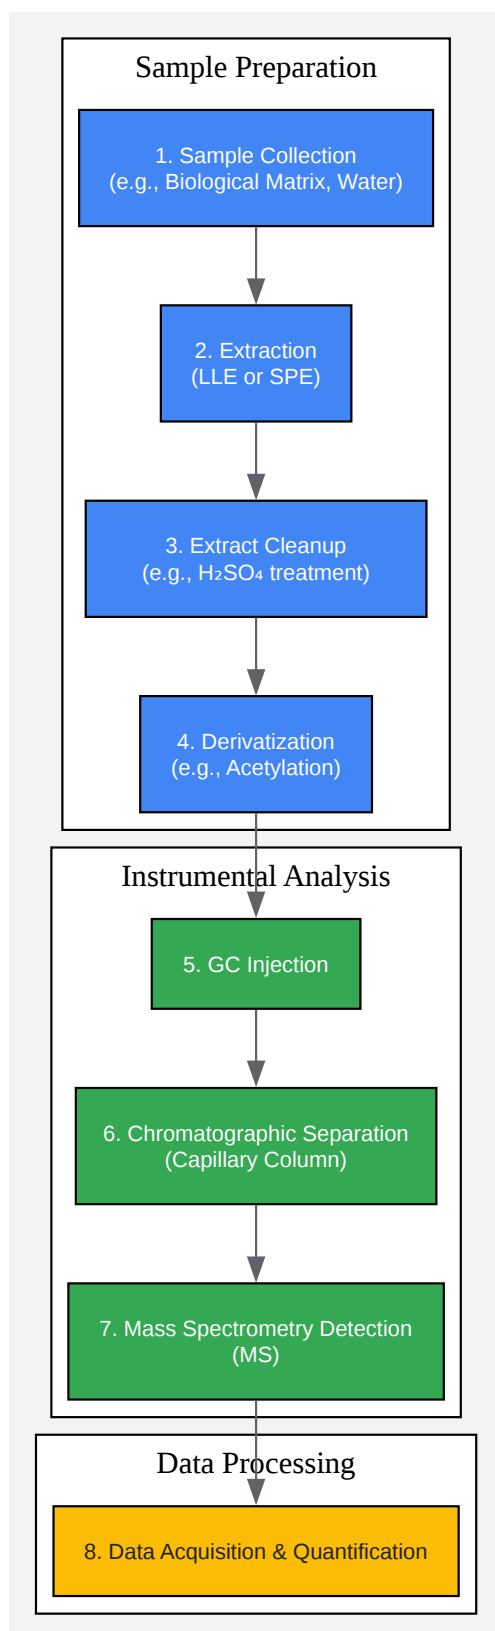 Sample Preparation
1. Sample Collection
(e.g., Biological Matrix, Water)
2. Extraction
(LLE or SPE)
3. Extract Cleanup
(e.g., H₂SO₄ treatment)
4. Derivatization
(e.g., Acetylation)
Instrumental Analysis
5. GC Injection
6. Chromatographic Separation
(Capillary Column)
7. Mass Spectrometry Detection
(MS)
Data Processing
8. Data Acquisition & Quantification